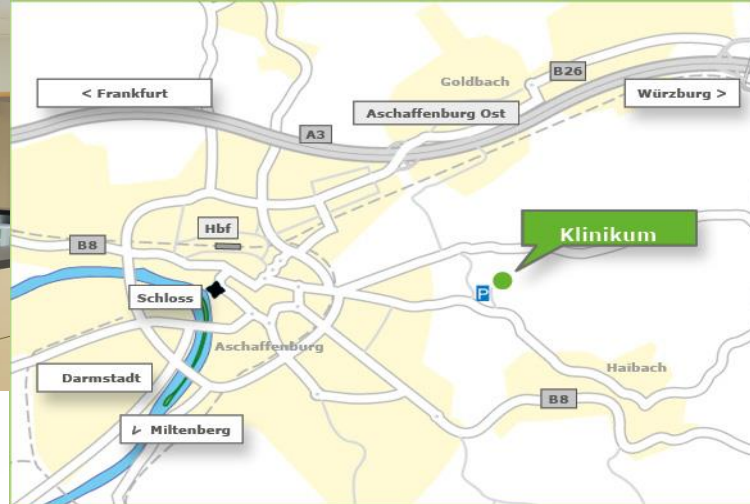 Goldbach
B26
< Frankfurt
Würzburg >
Aschaffenburg Ost
A3
Hbf
Klinikum
B8
Schloss
P
Aschaffenburg
Haibach
Darmstadt
B8
Miltenberg